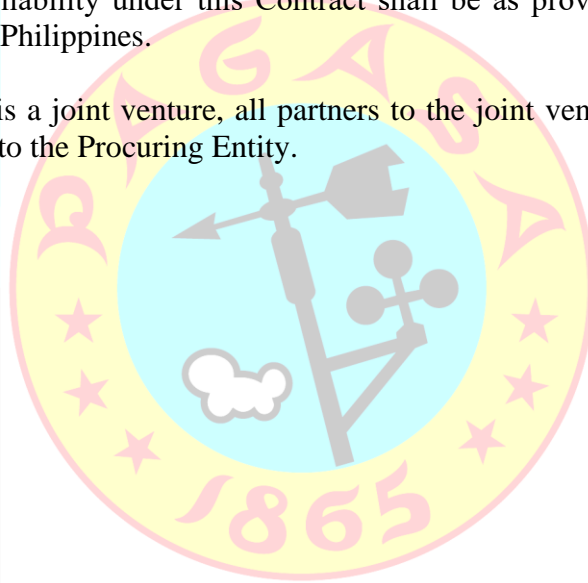 liability under this Contract shall be as prov
Philippines.
is a joint venture, all partners to the joint ven
to the Procuring Entity.
PAGASA
1865